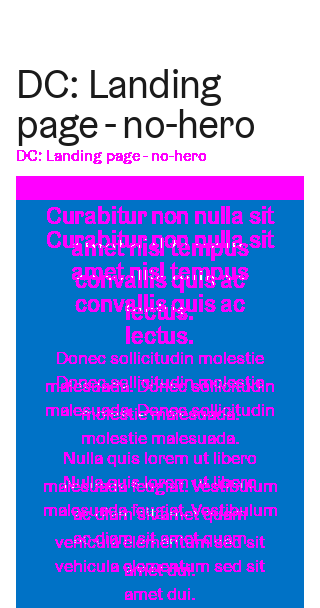 DC: Landing
page - no-hero
DC: Landing page - no-hero
Curabitur non nulla sit
Curabitur non nulla sit
amet nisl tempus
amet nisl tempus
convallis quis ac
convallis quis ac
lectus.
lectus.
Donec sollicitudin molestie
Donec sollicitudin molestie
malesuada. Donec sollicitudin
malesuada. Donec sollicitudin
molestie malesuada.
molestie malesuada.
Nulla quis lorem ut libero
Nulla quis lorem ut libero
malesuada feugiat. Vestibulum
malesuada feugiat. Vestibulum
ac diam sit amet quam
ac diam sit amet quam
vehicula elementum sed sit
vehicula elementum sed sit
amet dui.
amet dui.